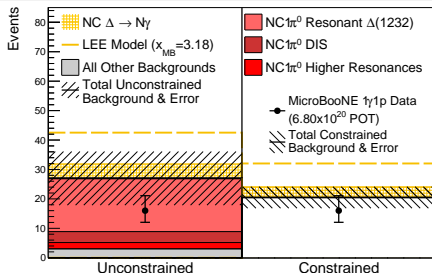 Events
80
70
60
50
40
30
20
10
0
NC Δ → Nγ
LEE Model (x_MB=3.18)
All Other Backgrounds
Total Unconstrained
Background & Error
NC1π⁰ Resonant Δ(1232)
NC1π⁰ DIS
NC1π⁰ Higher Resonances
MicroBooNE 1γ1p Data
(6.80x10²⁰ POT)
Total Constrained
Background & Error
Unconstrained
Constrained